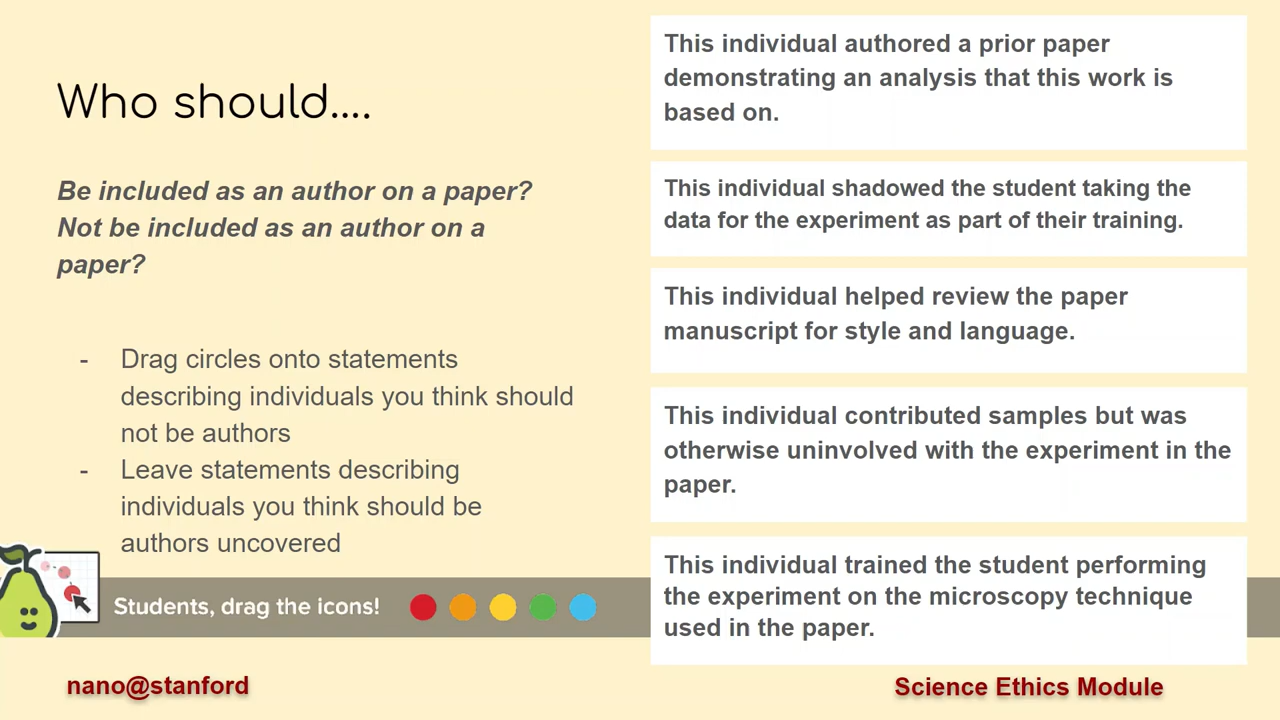 Who should....
Be included as an author on a paper?
Not be included as an author on a
paper?
- Drag circles onto statements
describing individuals you think should
not be authors
- Leave statements describing
individuals you think should be
authors uncovered
Students, drag the icons!
This individual authored a prior paper
demonstrating an analysis that this work is
based on.
This individual shadowed the student taking the
data for the experiment as part of their training.
This individual helped review the paper
manuscript for style and language.
This individual contributed samples but was
otherwise uninvolved with the experiment in the
paper.
This individual trained the student performing
the experiment on the microscopy technique
used in the paper.
nano@stanford
Science Ethics Module